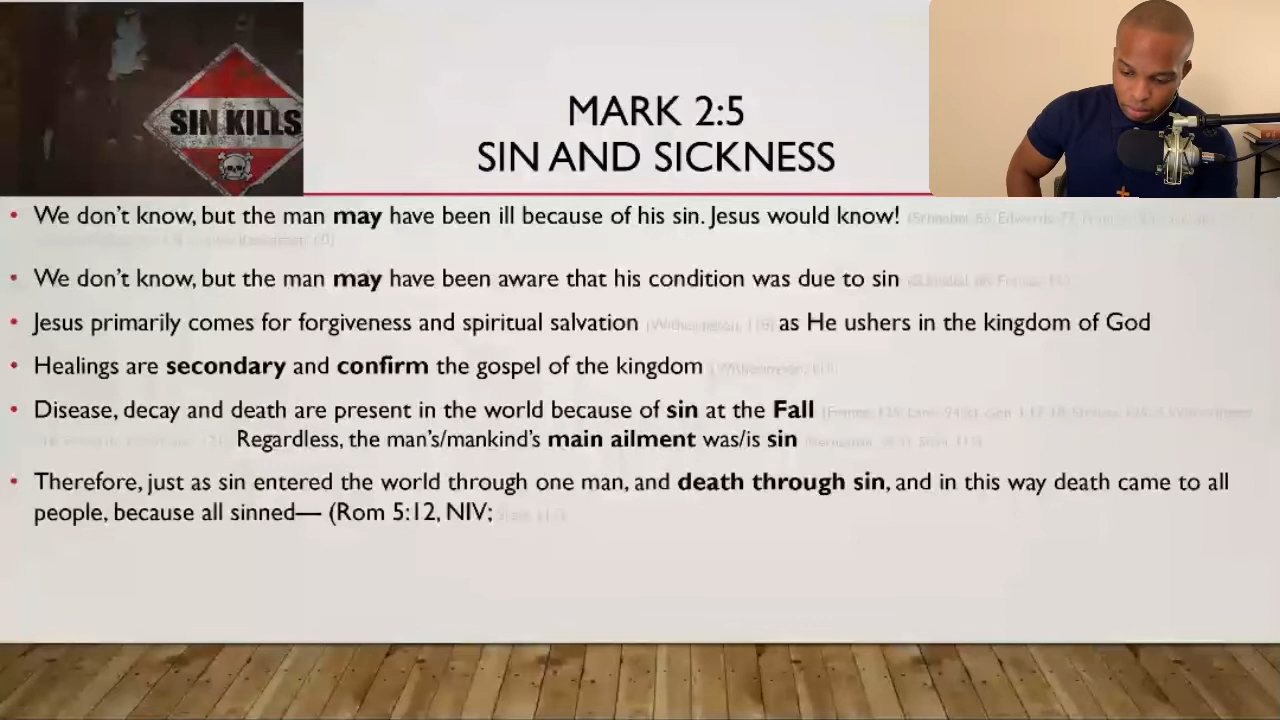 SIN KILLS
MARK 2:5
SIN AND SICKNESS
• We don't know, but the man may have been ill because of his sin. Jesus would know!
• We don't know, but the man may have been aware that his condition was due to sin
• Jesus primarily comes for forgiveness and spiritual salvation (Witherington, 118) as He ushers in the kingdom of God
• Healings are secondary and confirm the gospel of the kingdom
• Disease, decay and death are present in the world because of sin at the Fall
Regardless, the man's/mankind's main ailment was/is sin
• Therefore, just as sin entered the world through one man, and death through sin, and in this way death came to all
people, because all sinned— (Rom 5:12, NIV;